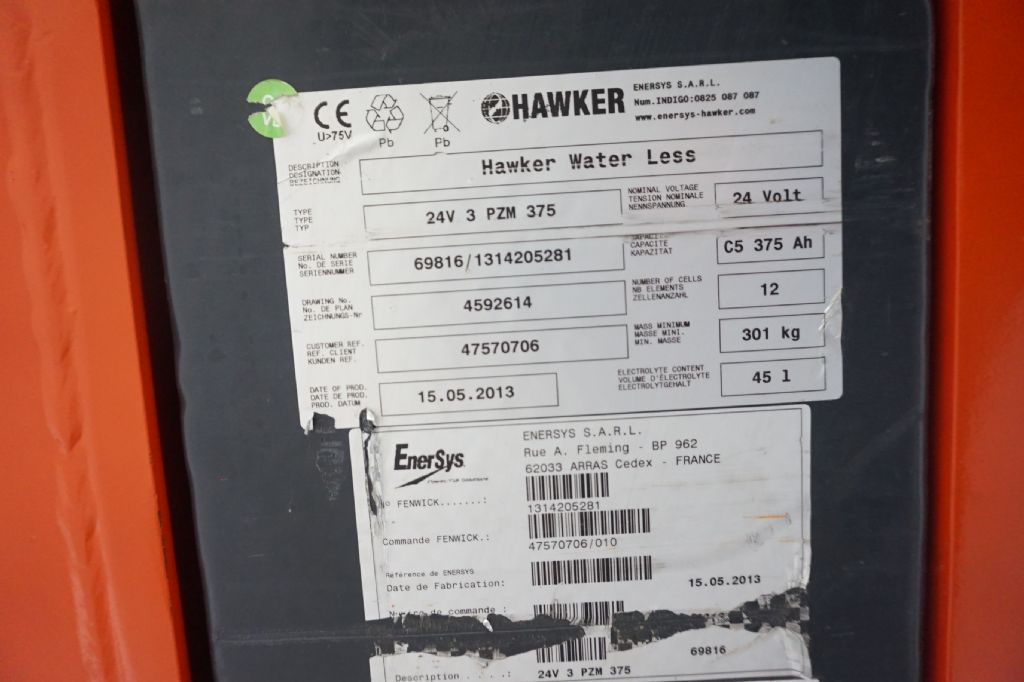 CE
U>75V
Pb
Pb
HAWKER
ENERSYS S.A.R.L.
Num.INDIGO:0825 087 087
www.enersys-hawker.com
DESCRIPTION
DESIGNATION
BEZEICHNUNG
Hawker Water Less
TYPE
TYPE
TYP
24V 3 PZM 375
NOMINAL VOLTAGE
TENSION NOMINALE
NENNSPANNUNG
24 Volt
SERIAL NUMBER
No. DE SERIE
SERIENNUMMER
69816/1314205281
CAPACITE
KAPAZITAT
C5 375 Ah
DRAWING No.
No. DE PLAN
ZEICHNUNGS-Nr
4592614
NUMBER OF CELLS
NB ELEMENTS
ZELLENANZAHL
12
CUSTOMER REF.
REF. CLIENT
KUNDEN REF.
47570706
MASS MINIMUM
MASSE MINI.
MIN. MASSE
301 kg
DATE OF PROD.
DATE DE PROD.
PROD. DATUM
15.05.2013
ELECTROLYTE CONTENT
VOLUME D'ÉLECTROLYTE
ELECTROLYTGEHALT
45 l
EnerSys
ENERSYS S.A.R.L.
Rue A. Fleming - BP 962
62033 ARRAS Cedex - FRANCE
No FENWICK.......:
1314205281
Commande FENWICK.:
47570706/010
Référence de ENERSYS
Date de Fabrication:
15.05.2013
de commande :
69816
Description . . . . .:
24V 3 PZM 375